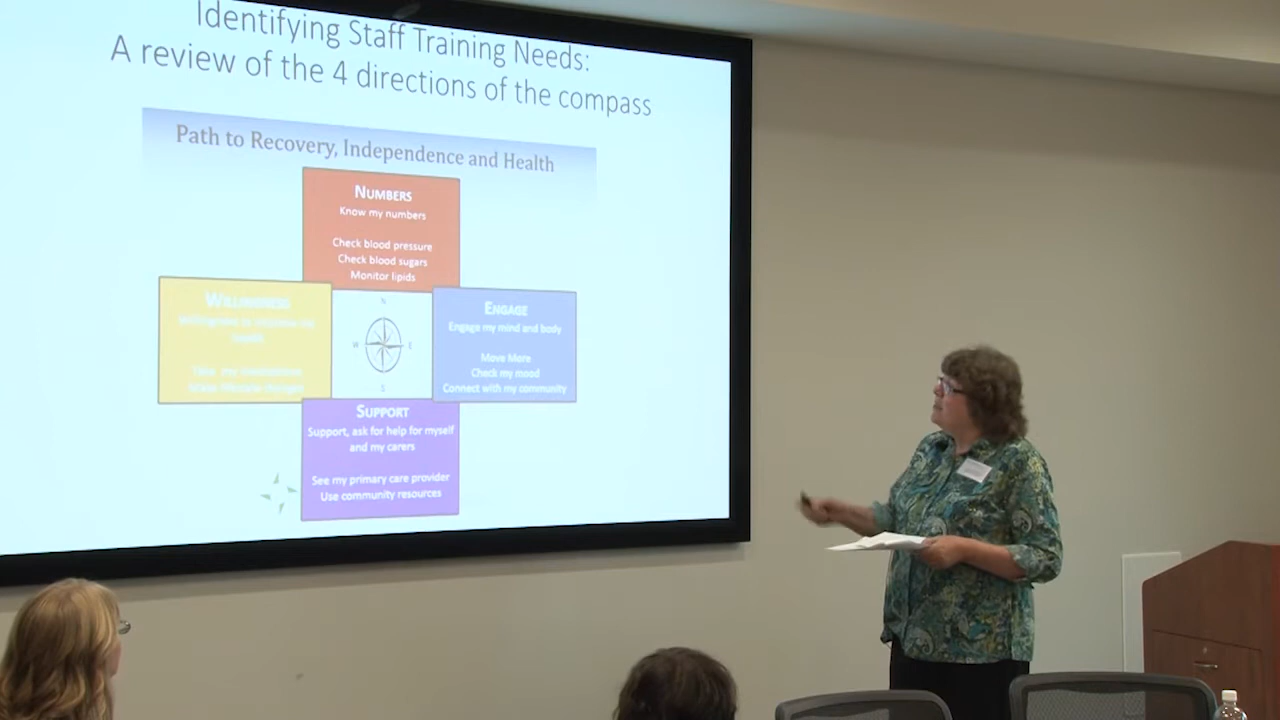 Identifying Staff Training Needs:
A review of the 4 directions of the compass
Path to Recovery, Independence and Health
NUMBERS
Know my numbers
Check blood pressure
Check blood sugars
Monitor lipids
WILLINGNESS
N
W
E
S
ENGAGE
Engage my mind and body
Move More
Check my mood
Connect with my community
SUPPORT
Support, ask for help for myself
and my carers
See my primary care provider
Use community resources